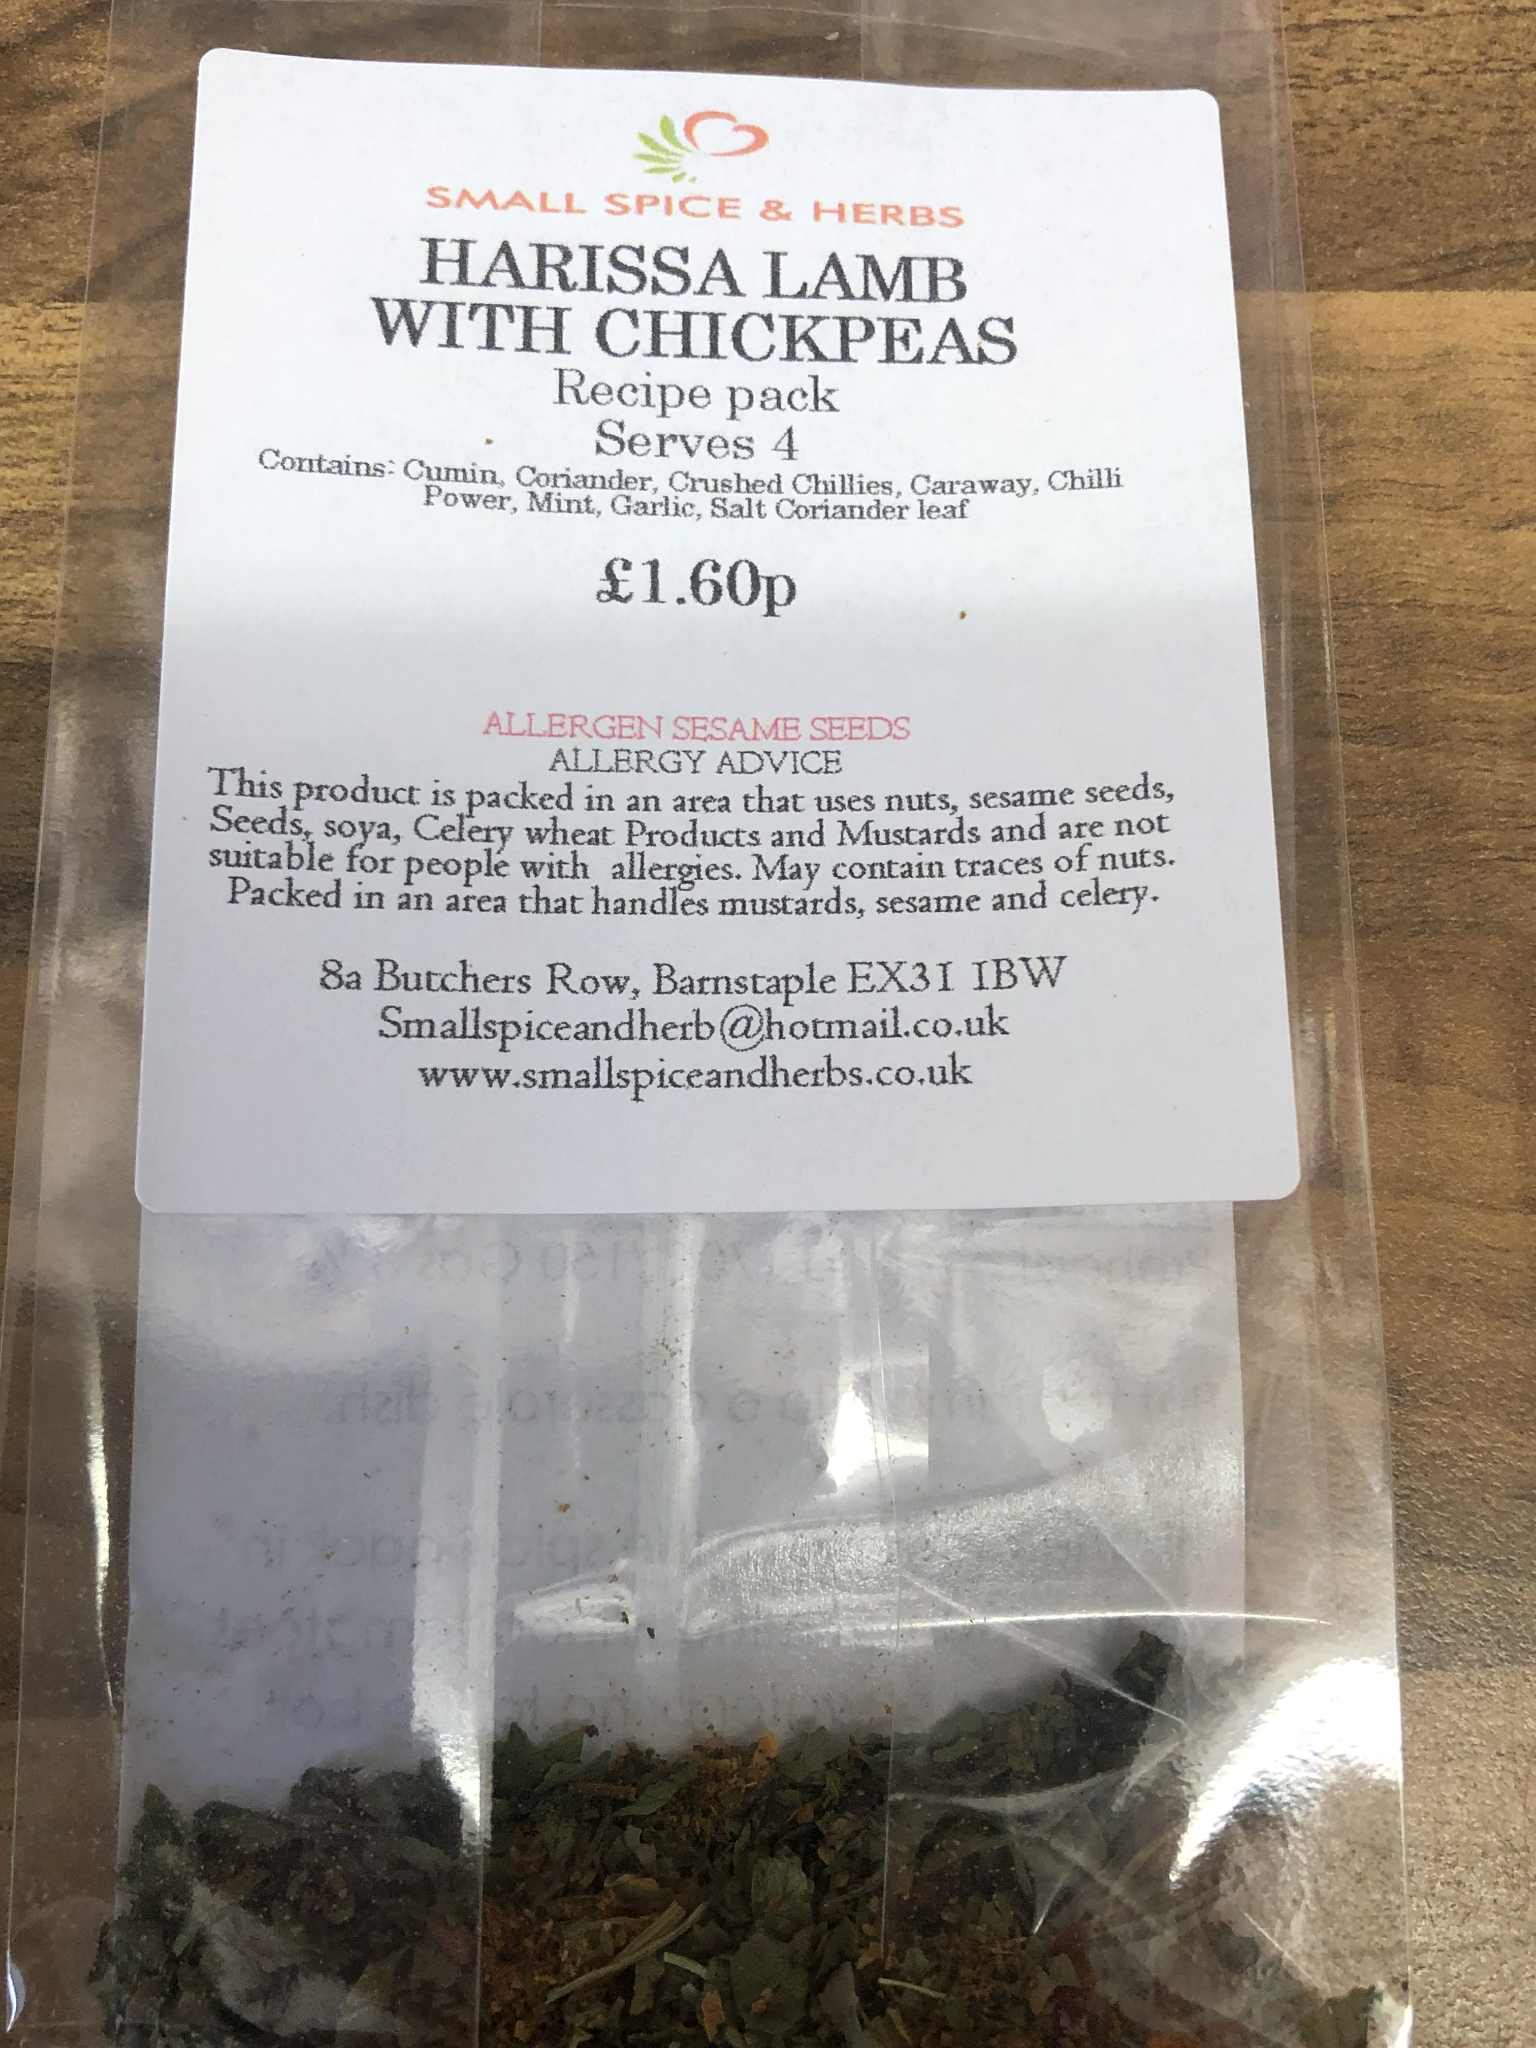 SMALL SPICE & HERBS
HARISSA LAMB
WITH CHICKPEAS
Recipe pack
Serves 4
Contains: Cumin, Coriander, Crushed Chillies, Caraway, Chilli
Power, Mint, Garlic, Salt Coriander leaf
£1.60p
ALLERGEN SESAME SEEDS
ALLERGY ADVICE
This product is packed in an area that uses nuts, sesame seeds,
Seeds, soya, Celery wheat Products and Mustards and are not
suitable for people with allergies. May contain traces of nuts.
Packed in an area that handles mustards, sesame and celery.
8a Butchers Row, Barnstaple EX31 1BW
Smallspiceandherb@hotmail.co.uk
www.smallspiceandherbs.co.uk